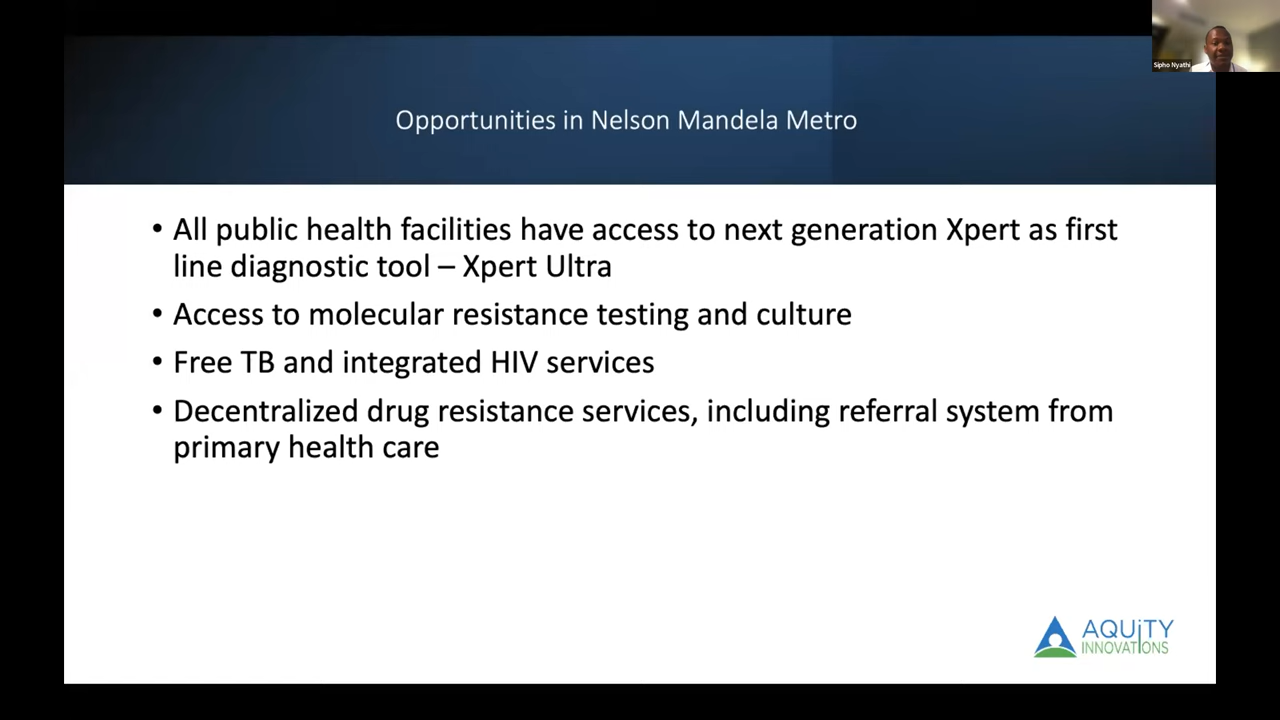 Sipho Nyathi
Opportunities in Nelson Mandela Metro
• All public health facilities have access to next generation Xpert as first
line diagnostic tool – Xpert Ultra
• Access to molecular resistance testing and culture
• Free TB and integrated HIV services
• Decentralized drug resistance services, including referral system from
primary health care
AQUiTY
INNOVATIONS